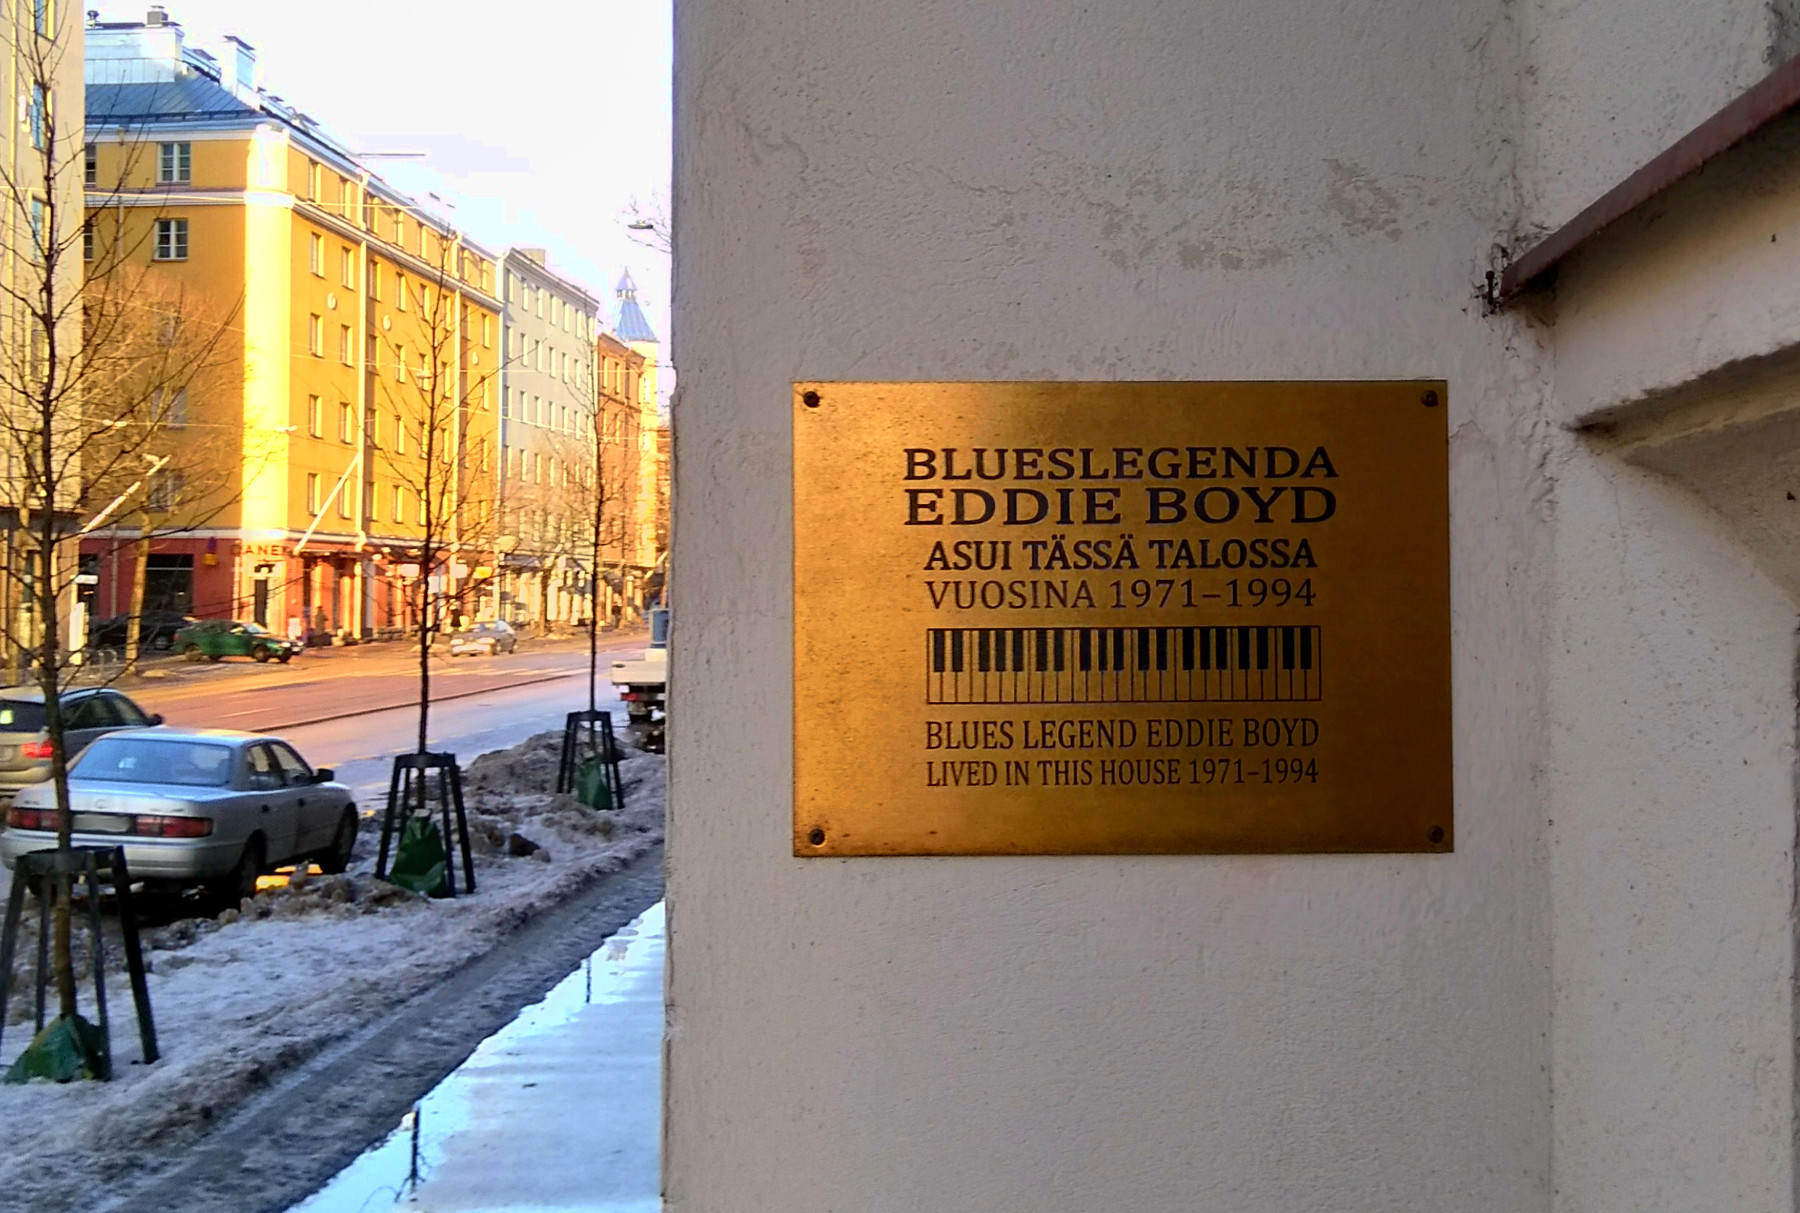 BLUESLEGENDA
EDDIE BOYD
ASUI TÄSSÄ TALOSSA
VUOSINA 1971–1994
BLUES LEGEND EDDIE BOYD
LIVED IN THIS HOUSE 1971–1994